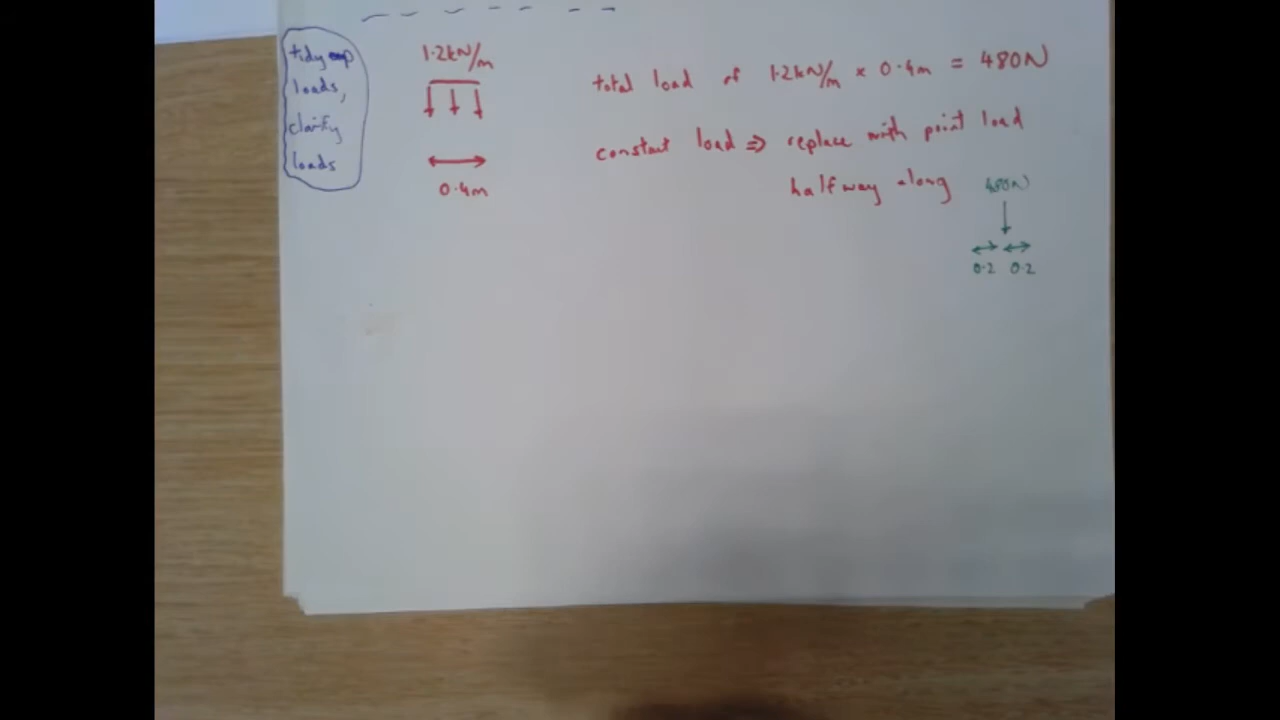 tidy up
loads,
clarify
loads
1.2kN/m
0.4m
total load of 1.2kN/m × 0.4m = 480N
constant load ⇒ replace with point load
halfway along
480N
0.2 0.2